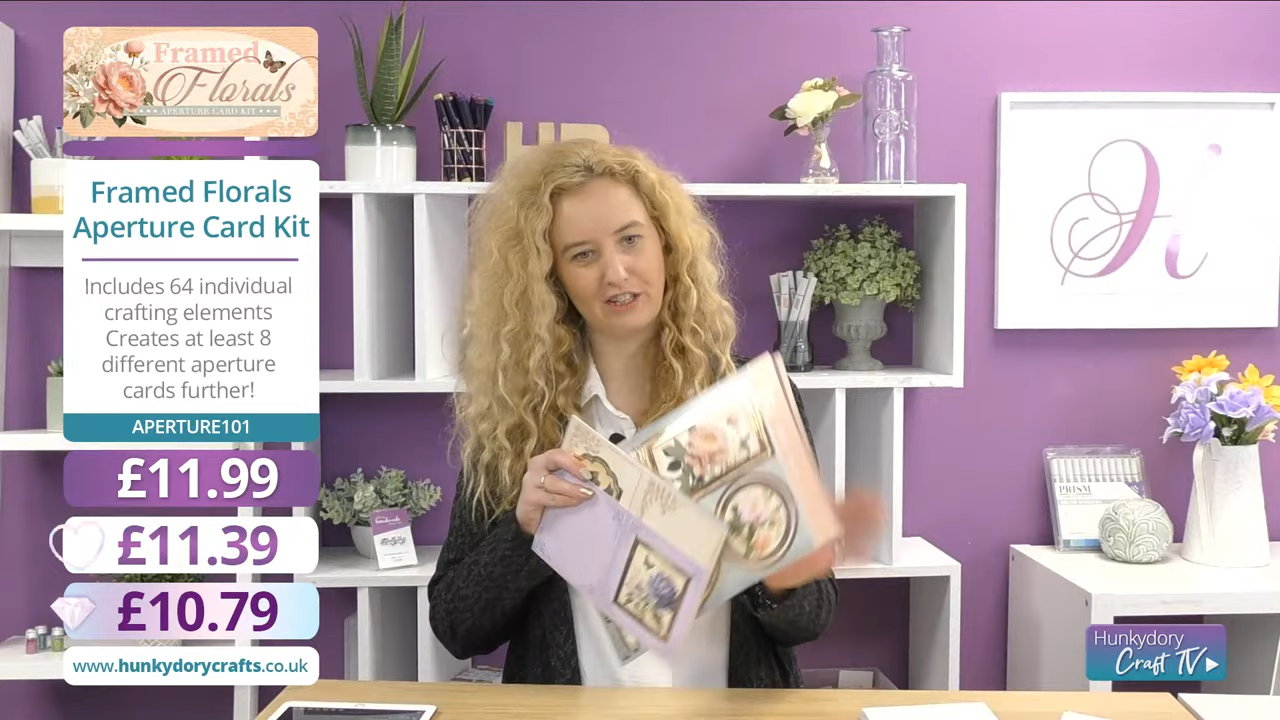 Framed
Florals
APERTURE CARD KIT
Framed Florals
Aperture Card Kit
Includes 64 individual
crafting elements
Creates at least 8
different aperture
cards further!
APERTURE101
£11.99
£11.39
£10.79
www.hunkydorycrafts.co.uk
HD
H
PRISM
Hunkydory
Craft TV